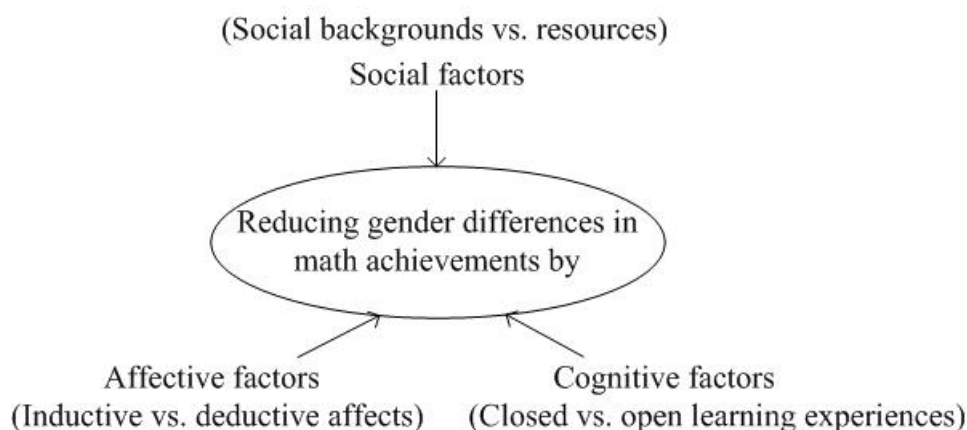 (Social backgrounds vs. resources)
Social factors
Reducing gender differences in
math achievements by
Affective factors
(Inductive vs. deductive affects)
Cognitive factors
(Closed vs. open learning experiences)